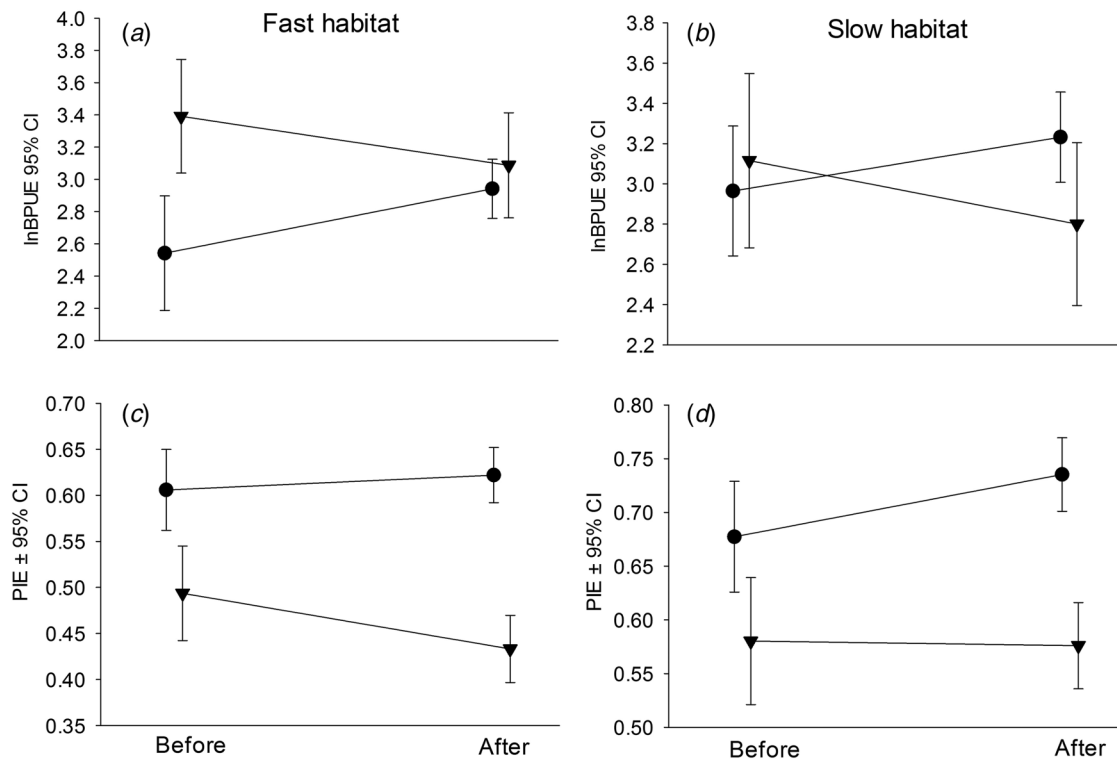 Fast habitat
Slow habitat
(a)
lnBPUE 95% CI
4.0
3.8
3.6
3.4
3.2
3.0
2.8
2.6
2.4
2.2
2.0
(b)
lnBPUE 95% CI
3.8
3.6
3.4
3.2
3.0
2.8
2.6
2.4
2.2
(c)
PIE ± 95% CI
0.70
0.65
0.60
0.55
0.50
0.45
0.40
0.35
Before
After
(d)
PIE ± 95% CI
0.80
0.75
0.70
0.65
0.60
0.55
0.50
Before
After